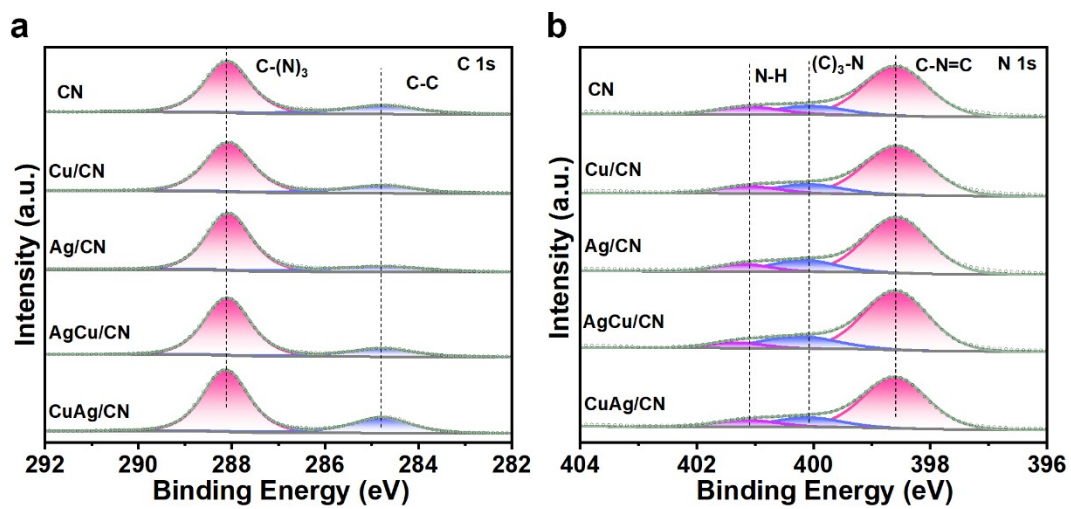 a
C 1s
C-(N)3
C-C
CN
Cu/CN
Ag/CN
AgCu/CN
CuAg/CN
Intensity (a.u.)
292 290 288 286 284 282
Binding Energy (eV)
b
N 1s
N-H
(C)3-N
C-N=C
CN
Cu/CN
Ag/CN
AgCu/CN
CuAg/CN
Intensity (a.u.)
404 402 400 398 396
Binding Energy (eV)